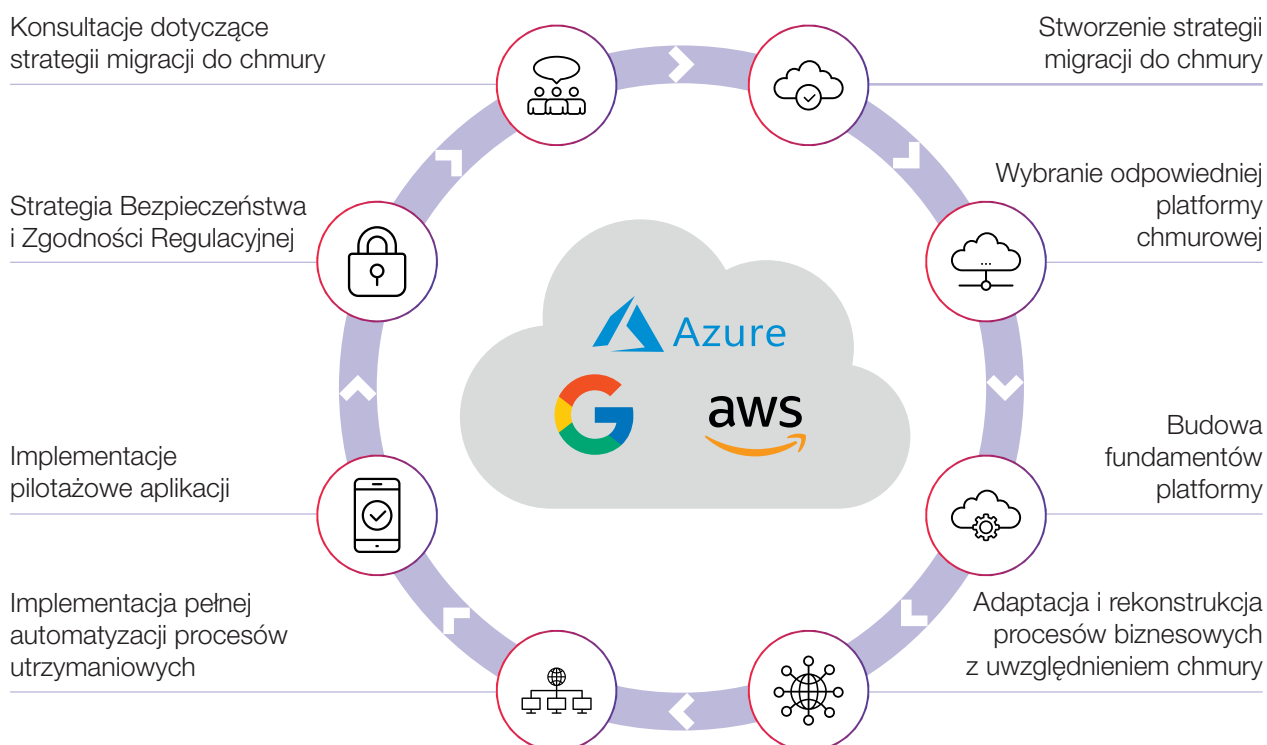 Konsultacje dotyczące
strategii migracji do chmury
Stworzenie strategii
migracji do chmury
Wybranie odpowiedniej
platformy
chmurowej
Budowa
fundamentów
platformy
Adaptacja i rekonstrukcja
procesów biznesowych
z uwzględnieniem chmury
Implementacja pełnej
automatyzacji procesów
utrzymaniowych
Implementacje
pilotażowe aplikacji
Strategia Bezpieczeństwa
i Zgodności Regulacyjnej
Azure
G
aws